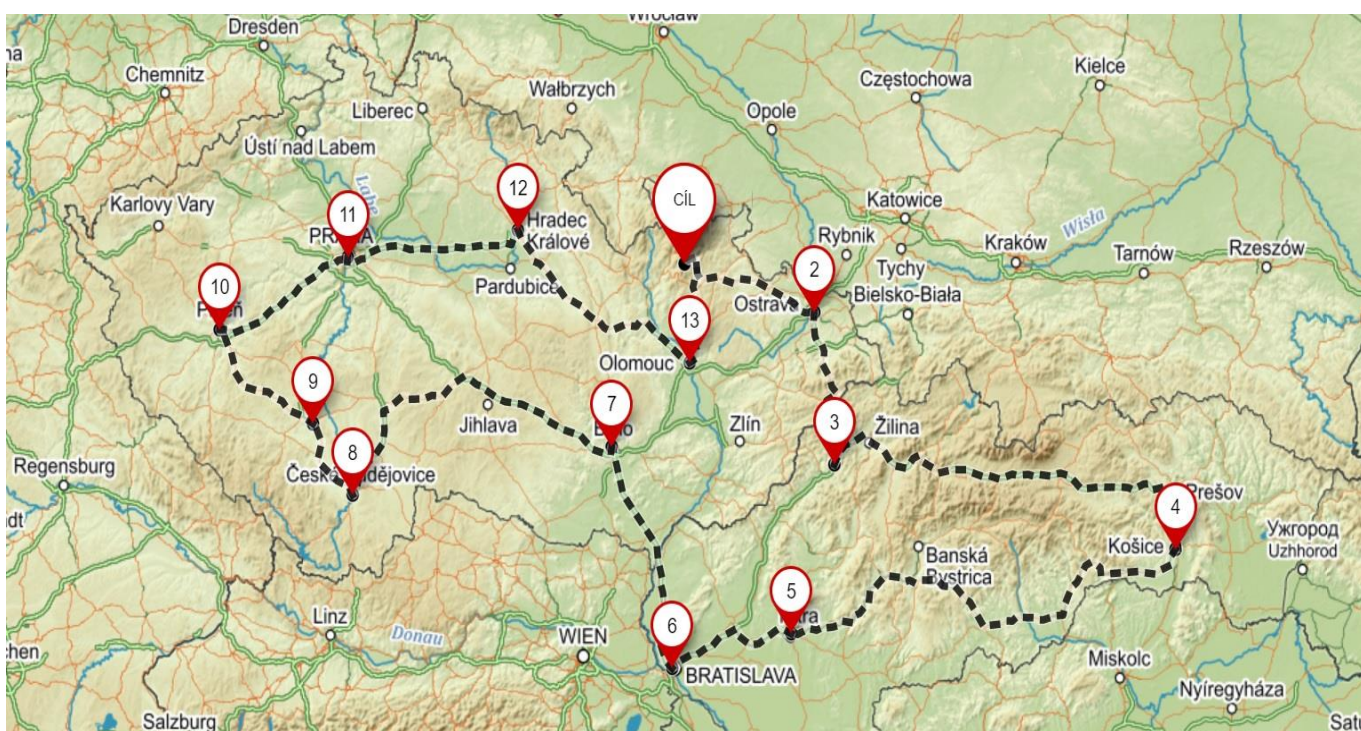 Wrocław
Dresden
Kielce
Chemnitz
Wałbrzych
Częstochowa
Liberec
Opole
Ústí nad Labem
Labe
12
CÍL
Karlovy Vary
11
Katowice
Hradec
Králové
Rybnik
Kraków
Wisła
Tarnów
Rzeszów
Tychy
2
10
Pardubice
Ostrava
Bielsko-Biała
13
Olomouc
9
7
Jihlava
Zlín
3
Žilina
8
Regensburg
České
dějovice
Prešov
4
Ужгород
Uzhhorod
Košice
Banská
Bystrica
5
Linz
Donau
WIEN
6
BRATISLAVA
Miskolc
Nyíregyháza
Salzburg